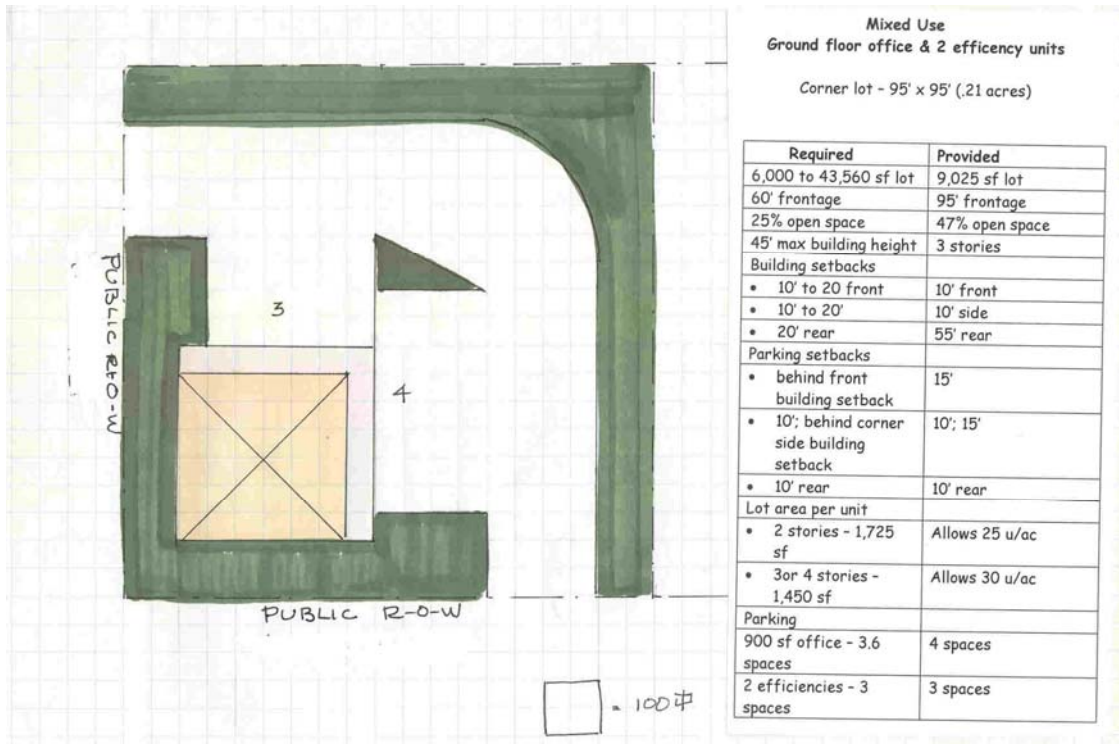 Mixed Use
Ground floor office & 2 efficency units
Corner lot - 95' x 95' (.21 acres)
Required Provided
6,000 to 43,560 sf lot 9,025 sf lot
60' frontage 95' frontage
25% open space 47% open space
45' max building height 3 stories
Building setbacks
• 10' to 20 front 10' front
• 10' to 20' 10' side
• 20' rear 55' rear
Parking setbacks
• behind front 15'
building setback
• 10'; behind corner 10'; 15'
side building
setback
• 10' rear 10' rear
Lot area per unit
• 2 stories - 1,725 Allows 25 u/ac
sf
• 3or 4 stories - Allows 30 u/ac
1,450 sf
Parking
900 sf office - 3.6 4 spaces
spaces
2 efficiencies - 3 3 spaces
spaces
PUBLIC R-O-W
3
4
PUBLIC R-O-W
= 100